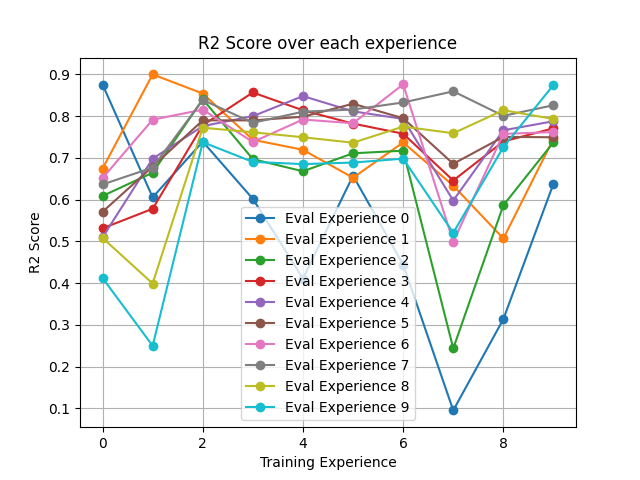 R2 Score over each experience
R2 Score
0.9
0.8
0.7
0.6
0.5
0.4
0.3
0.2
0.1
Eval Experience 0
Eval Experience 1
Eval Experience 2
Eval Experience 3
Eval Experience 4
Eval Experience 5
Eval Experience 6
Eval Experience 7
Eval Experience 8
Eval Experience 9
0 2 4 6 8
Training Experience